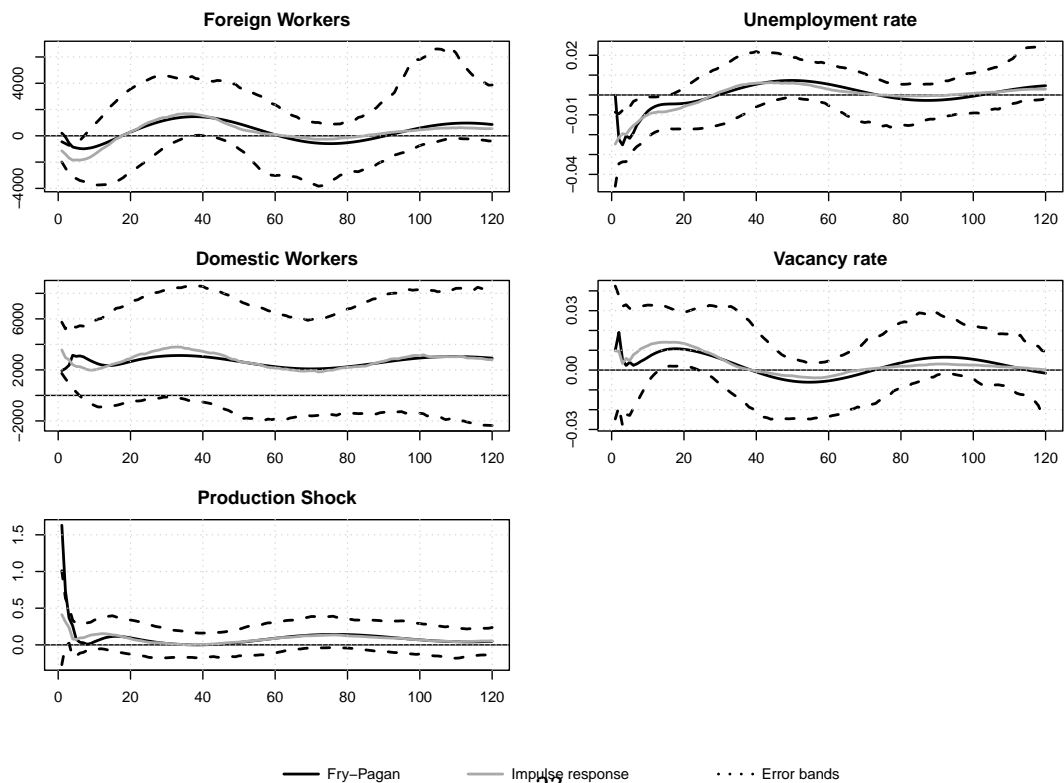 Foreign Workers
4000
0
−4000
0 20 40 60 80 100 120
Unemployment rate
0.02
−0.01
−0.04
0 20 40 60 80 100 120
Domestic Workers
6000
2000
−2000
0 20 40 60 80 100 120
Vacancy rate
0.03
0.00
−0.03
0 20 40 60 80 100 120
Production Shock
1.5
1.0
0.5
0.0
0 20 40 60 80 100 120
Fry−Pagan Impulse response Error bands